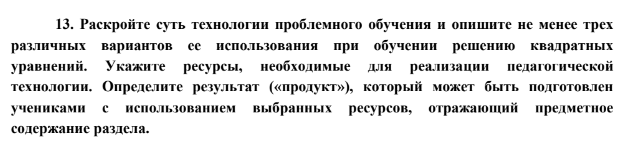 13. Раскройте суть технологии проблемного обучения и опишите не менее трех
различных вариантов ее использования при обучении решению квадратных
уравнений. Укажите ресурсы, необходимые для реализации педагогической
технологии. Определите результат («продукт»), который может быть подготовлен
учениками с использованием выбранных ресурсов, отражающий предметное
содержание раздела.